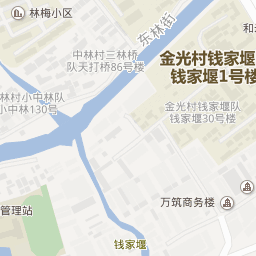 林梅小区
东林街
和
中林村三林桥
队天打桥86号楼
金光村钱家堰
钱家堰1号楼
林村小中林队
小中林130号
金光村钱家堰队
钱家堰30号楼
万筑商务楼
管理站
钱家堰